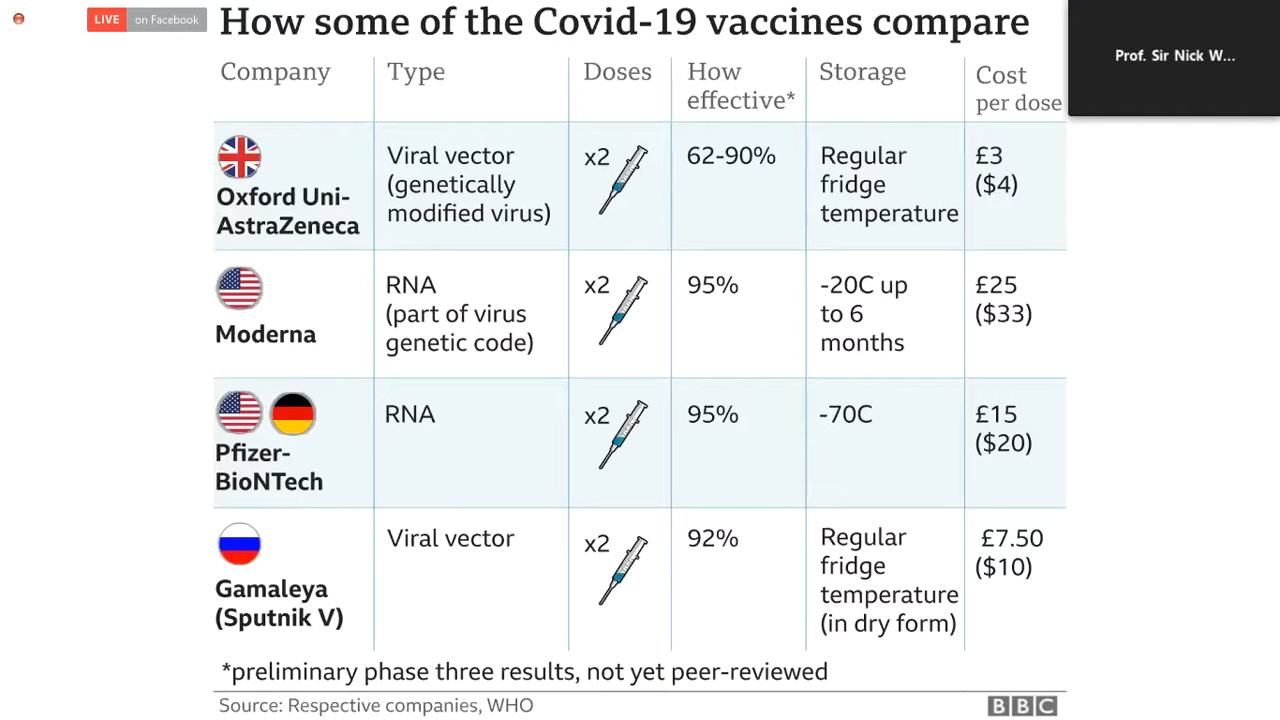 LIVE on Facebook
How some of the Covid-19 vaccines compare
Prof. Sir Nick W...
Company Type Doses How effective* Storage Cost per dose
Oxford Uni-
AstraZeneca
Viral vector
(genetically
modified virus)
x2
62-90%
Regular
fridge
temperature
£3
($4)
Moderna
RNA
(part of virus
genetic code)
x2
95%
-20C up
to 6
months
£25
($33)
Pfizer-
BioNTech
RNA
x2
95%
-70C
£15
($20)
Gamaleya
(Sputnik V)
Viral vector
x2
92%
Regular
fridge
temperature
(in dry form)
£7.50
($10)
*preliminary phase three results, not yet peer-reviewed
Source: Respective companies, WHO
BBC